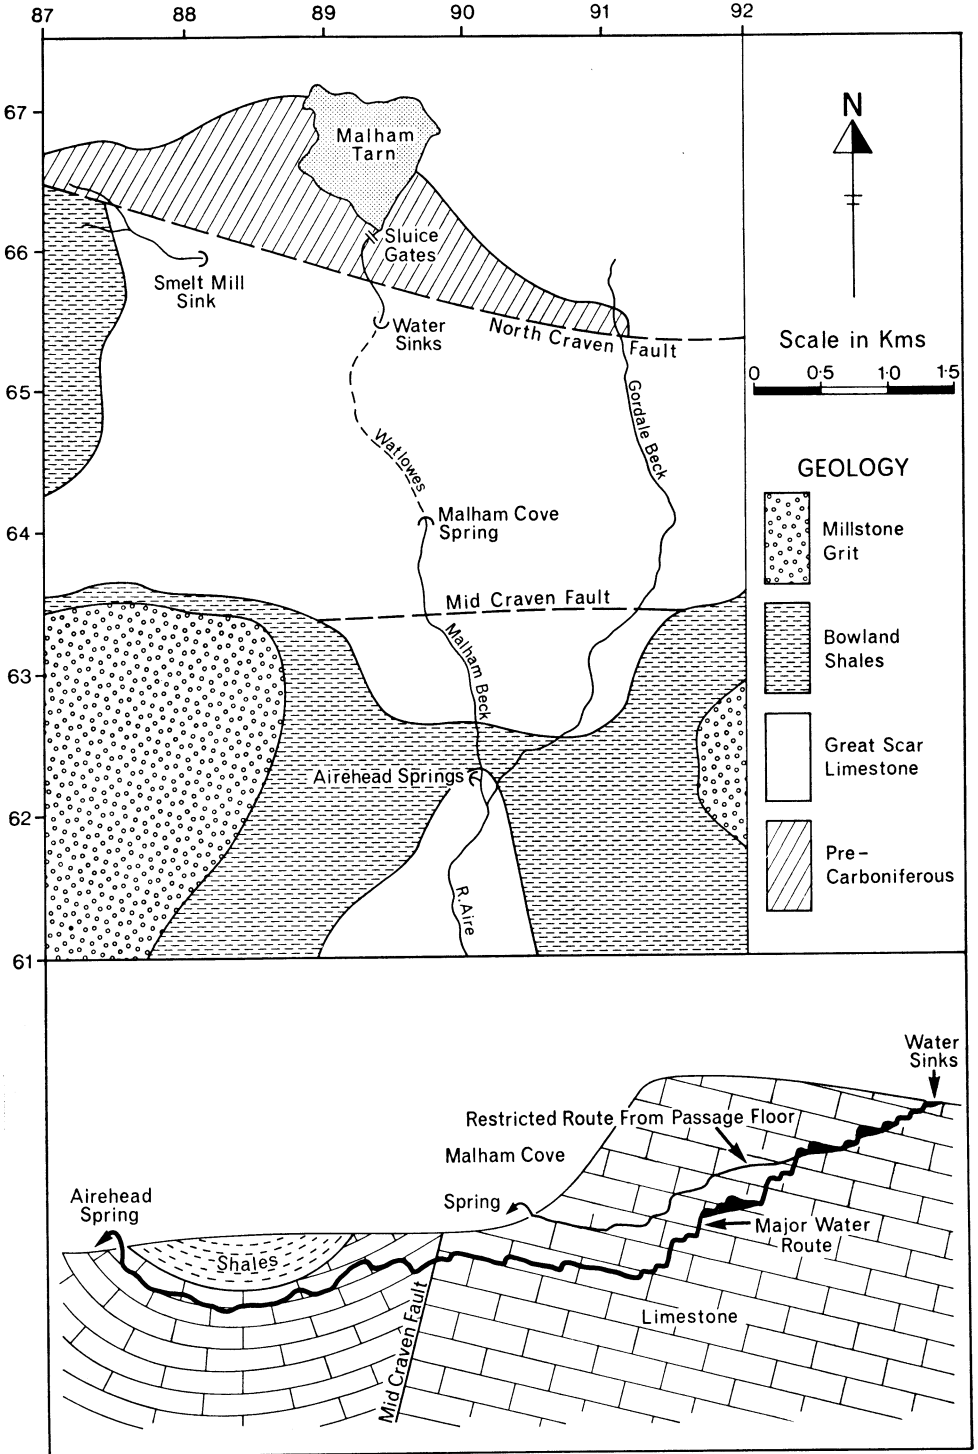 87 88 89 90 91 92
67
66
65
64
63
62
61
Malham
Tarn
Sluice
Gates
Smelt Mill
Sink
Water
Sinks
North Craven Fault
Gordale Beck
Watlowes
Malham Cove
Spring
Mid Craven Fault
Malham Beck
Airehead Springs
R. Aire
N
Scale in Kms
0 0·5 1·0 1·5
GEOLOGY
Millstone
Grit
Bowland
Shales
Great Scar
Limestone
Pre-
Carboniferous
Water
Sinks
Restricted Route From Passage Floor
Malham Cove
Spring
Airehead
Spring
Shales
Major Water
Route
Limestone
Mid Craven Fault